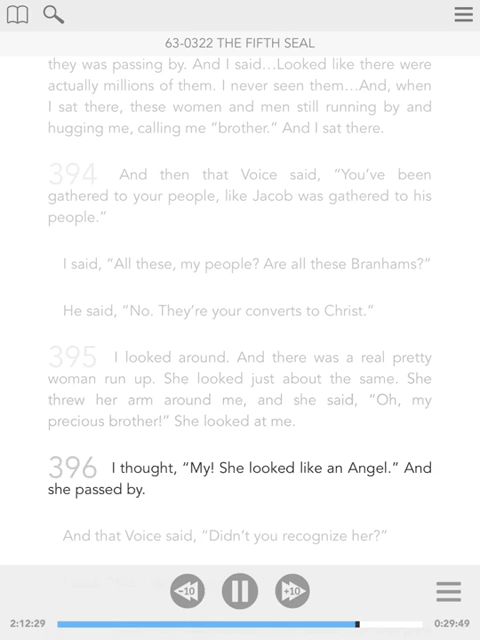 63-0322 THE FIFTH SEAL
they was passing by. And I said…Looked like there were
actually millions of them. I never seen them…And, when
I sat there, these women and men still running by and
hugging me, calling me “brother.” And I sat there.
394 And then that Voice said, “You’ve been
gathered to your people, like Jacob was gathered to his
people.”
I said, “All these, my people? Are all these Branhams?”
He said, “No. They’re your converts to Christ.”
395 I looked around. And there was a real pretty
woman run up. She looked just about the same. She
threw her arm around me, and she said, “Oh, my
precious brother!” She looked at me.
396 I thought, “My! She looked like an Angel.” And
she passed by.
And that Voice said, “Didn’t you recognize her?”
-10
+10
2:12:29
0:29:49